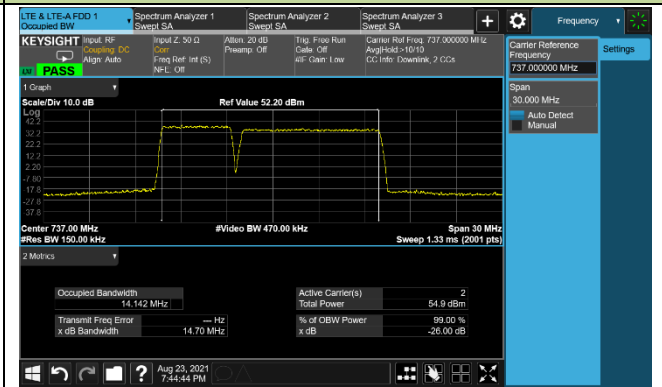 LTE & LTE-A FDD 1
Occupied BW
Spectrum Analyzer 1
Swept SA
Spectrum Analyzer 2
Swept SA
Spectrum Analyzer 3
Swept SA
Frequency
KEYSIGHT
Input: RF
Coupling: DC
Align: Auto
Input Z: 50 Ω
Corr
Freq Ref: Int (S)
NFE: Off
Atten: 20 dB
Preamp: Off
Trig: Free Run
Gate: Off
#IF Gain: Low
Carrier Ref Freq: 737.000000 MHz
Avg|Hold:>10/10
CC Info: Downlink, 2 CCs
PASS
Carrier Reference
Frequency
737.000000 MHz
Settings
Span
30.000 MHz
Auto Detect
Manual
1 Graph
Scale/Div 10.0 dB
Ref Value 52.20 dBm
Log
42.2
32.2
22.2
12.2
2.20
-7.80
-17.8
-27.8
-37.8
Center 737.00 MHz
#Video BW 470.00 kHz
Span 30 MHz
#Res BW 150.00 kHz
Sweep 1.33 ms (2001 pts)
2 Metrics
Occupied Bandwidth
14.142 MHz
Active Carrier(s) 2
Total Power 54.9 dBm
Transmit Freq Error --- Hz
x dB Bandwidth 14.70 MHz
% of OBW Power 99.00 %
x dB -26.00 dB
Aug 23, 2021
7:44:44 PM